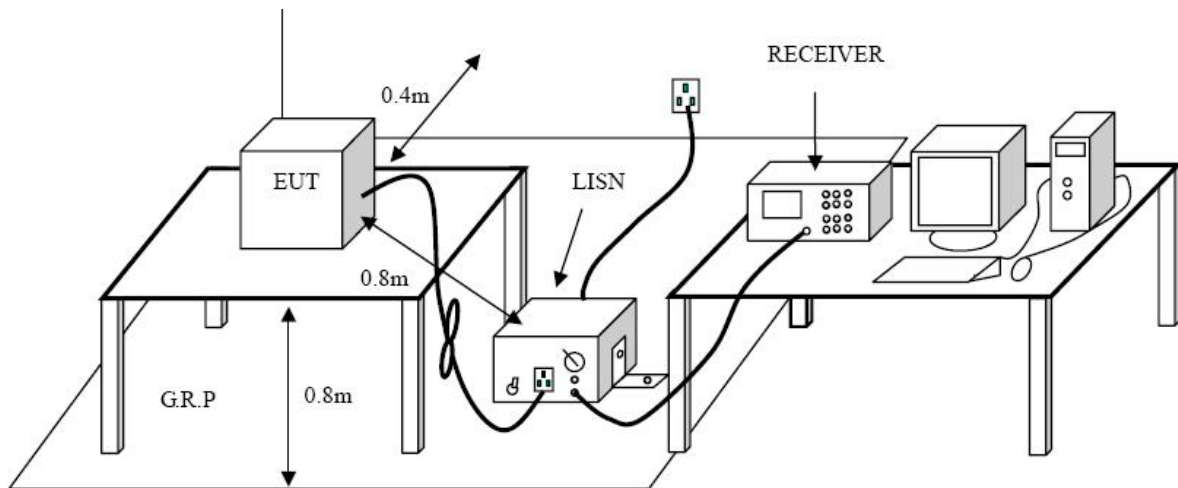 RECEIVER
0.4m
EUT
LISN
0.8m
G.R.P
0.8m